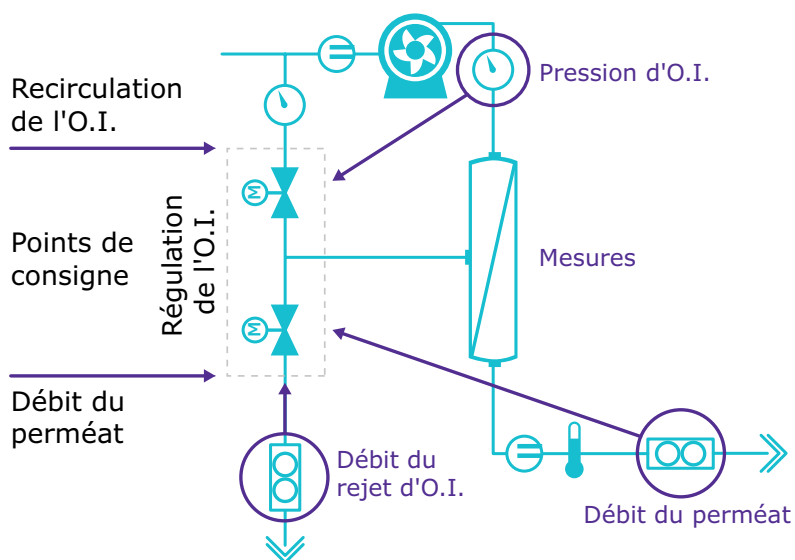 Recirculation
de l'O.I.
Pression d'O.I.
M
Régulation
de l'O.I.
Points de
consigne
Mesures
M
Débit du
perméat
Débit du
rejet d'O.I.
Débit du perméat